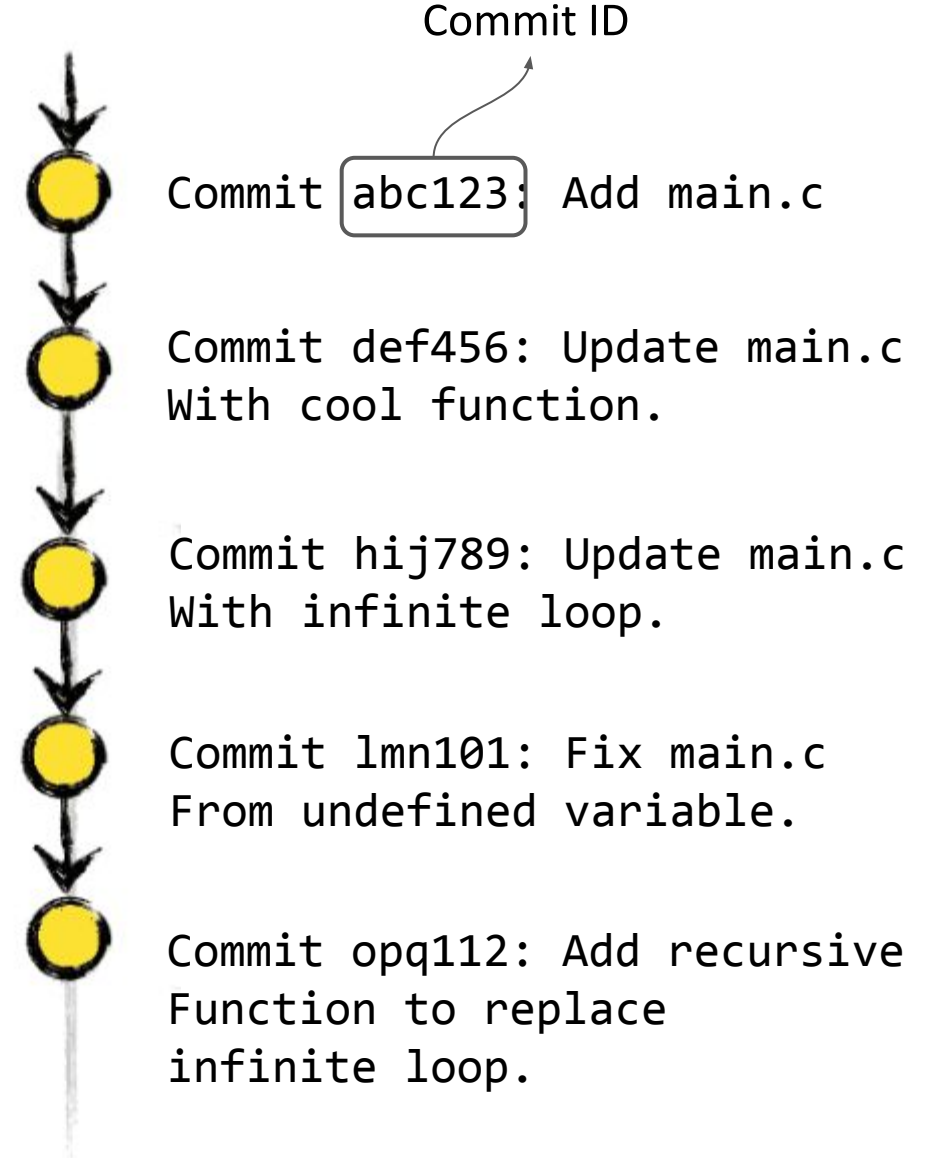 Commit ID
Commit abc123: Add main.c
Commit def456: Update main.c
With cool function.
Commit hij789: Update main.c
With infinite loop.
Commit lmn101: Fix main.c
From undefined variable.
Commit opq112: Add recursive
Function to replace
infinite loop.